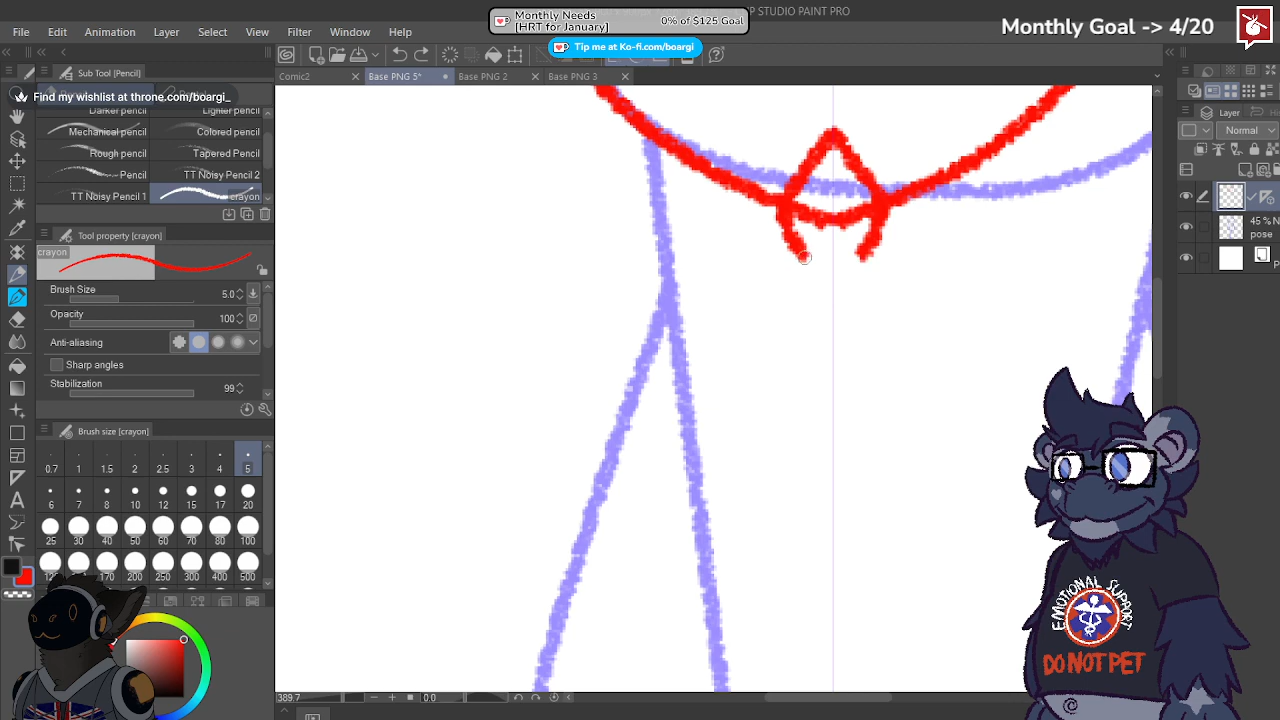 Monthly Needs
[HRT for January]
0% of $125 Goal
P STUDIO PAINT PRO
Monthly Goal -> 4/20
Tip me at Ko-fi.com/boargi
File Edit Animation Layer Select View Filter Window Help
Sub Tool [Pencil]
Comic2 Base PNG 5* Base PNG 2 Base PNG 3
Find my wishlist at throne.com/boargi_
Darker pencil Lighter pencil
Mechanical pencil Colored pencil
Rough pencil Tapered Pencil
Pencil TT NOisy Pencil 2
TT NOisy Pencil 1 crayon
Tool property [crayon]
crayon
Brush Size 5.0
Opacity 100
Anti-aliasing
Sharp angles
Stabilization 99
Brush size [crayon]
0.7 1 1.5 2 2.5 3 4 5
6 7 8 10 12 15 17 20
25 30 40 50 60 70 80 100
170 200 250 300 400 500
Layer
Normal
45 % N
pose
P
389.7 0.0
EMOTIONAL SUPPORT
DO NOT PET